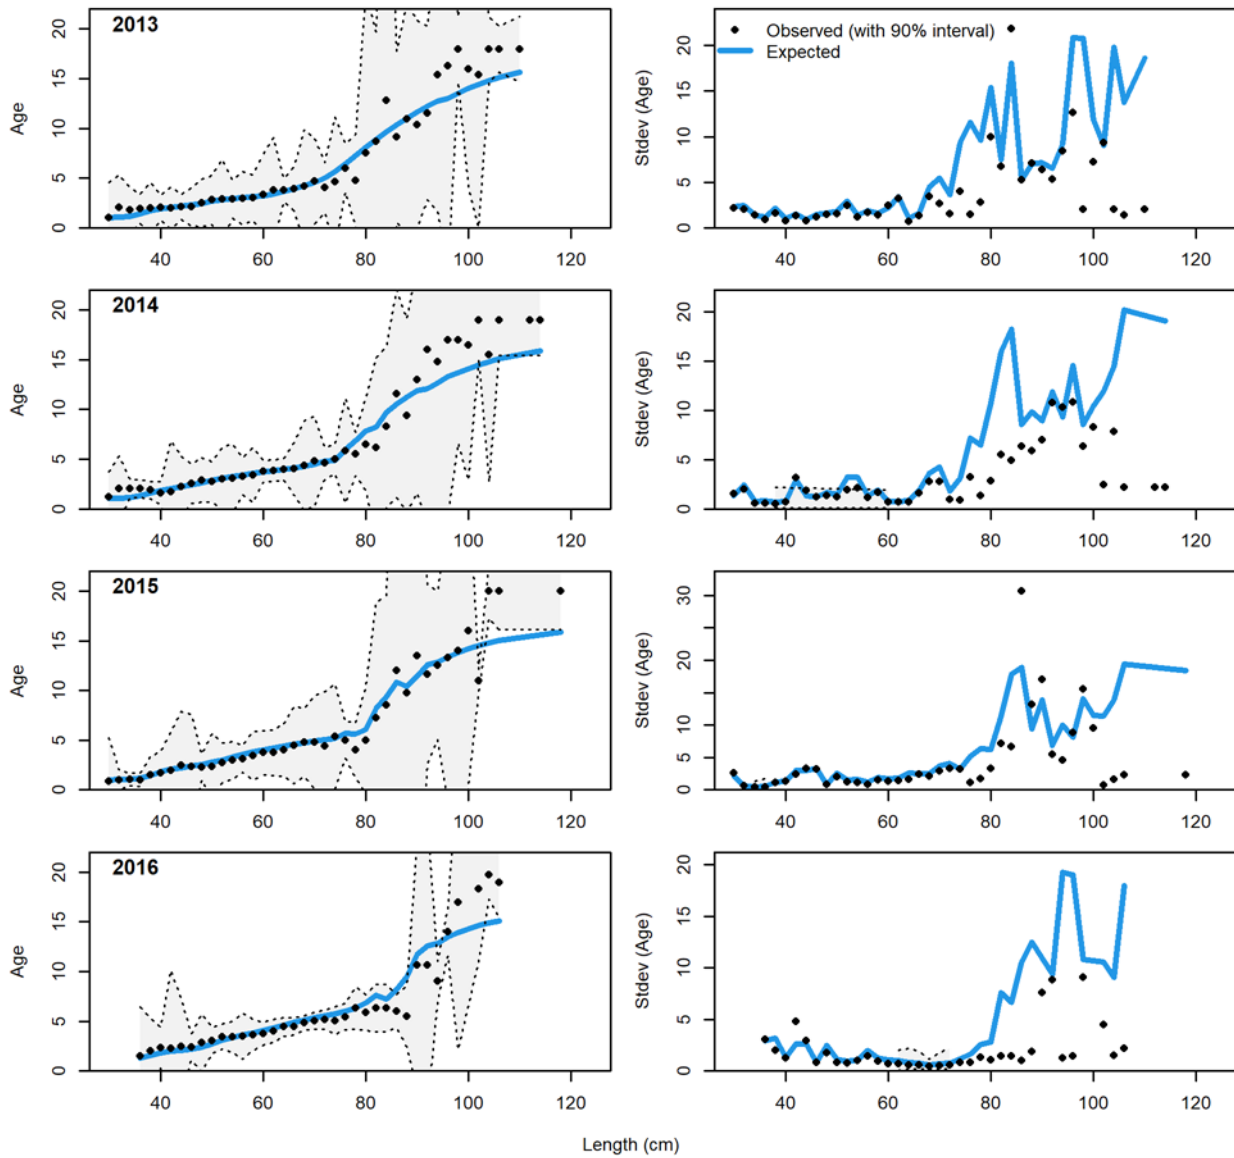 2013
Age
0 5 10 15 20
40 60 80 100 120
Stdev (Age)
0 5 10 15 20
Observed (with 90% interval)
Expected
40 60 80 100 120
2014
Age
0 5 10 15 20
40 60 80 100 120
Stdev (Age)
0 5 10 15 20
40 60 80 100 120
2015
Age
0 5 10 15 20
40 60 80 100 120
Stdev (Age)
0 5 10 20 30
40 60 80 100 120
2016
Age
0 5 10 15 20
40 60 80 100 120
Stdev (Age)
0 5 10 15 20
40 60 80 100 120
Length (cm)